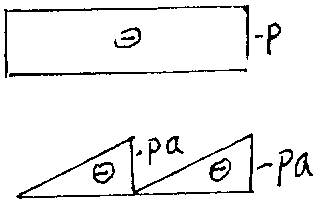 ⊖ -P
⊖ -Pa ⊖ -Pa